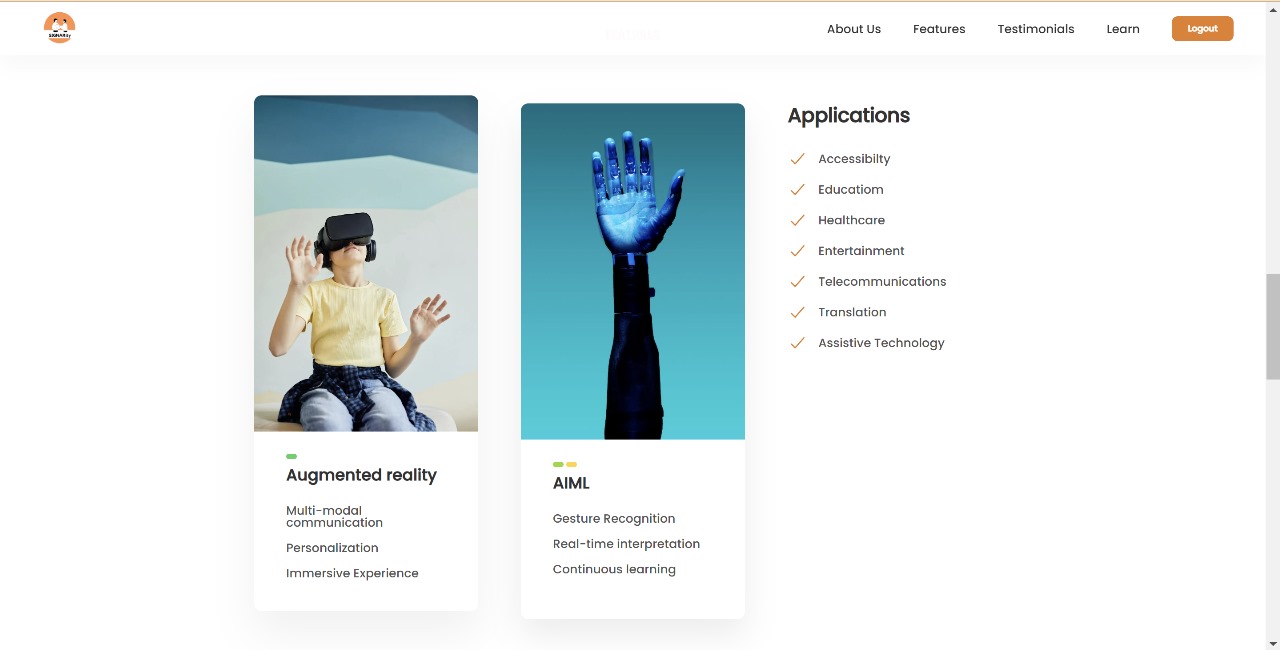 About Us
Features
Testimonials
Learn
Logout
Augmented reality
Multi-modal
communication
Personalization
Immersive Experience
AIML
Gesture Recognition
Real-time interpretation
Continuous learning
Applications
Accessibilty
Educatiom
Healthcare
Entertainment
Telecommunications
Translation
Assistive Technology